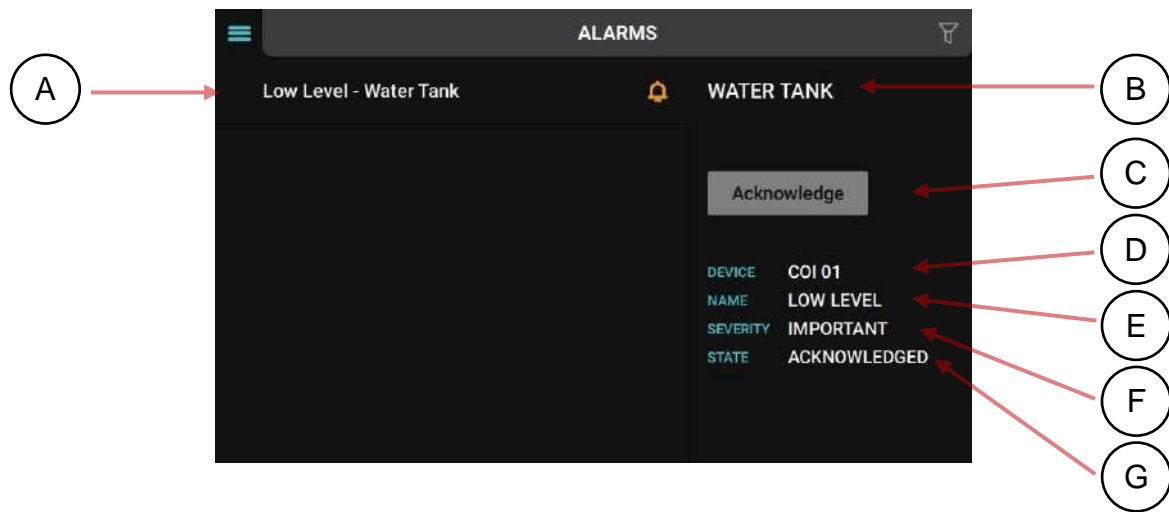 ALARMS
A
Low Level - Water Tank
WATER TANK
B
Acknowledge
C
DEVICE COI 01
D
NAME LOW LEVEL
E
SEVERITY IMPORTANT
F
STATE ACKNOWLEDGED
G